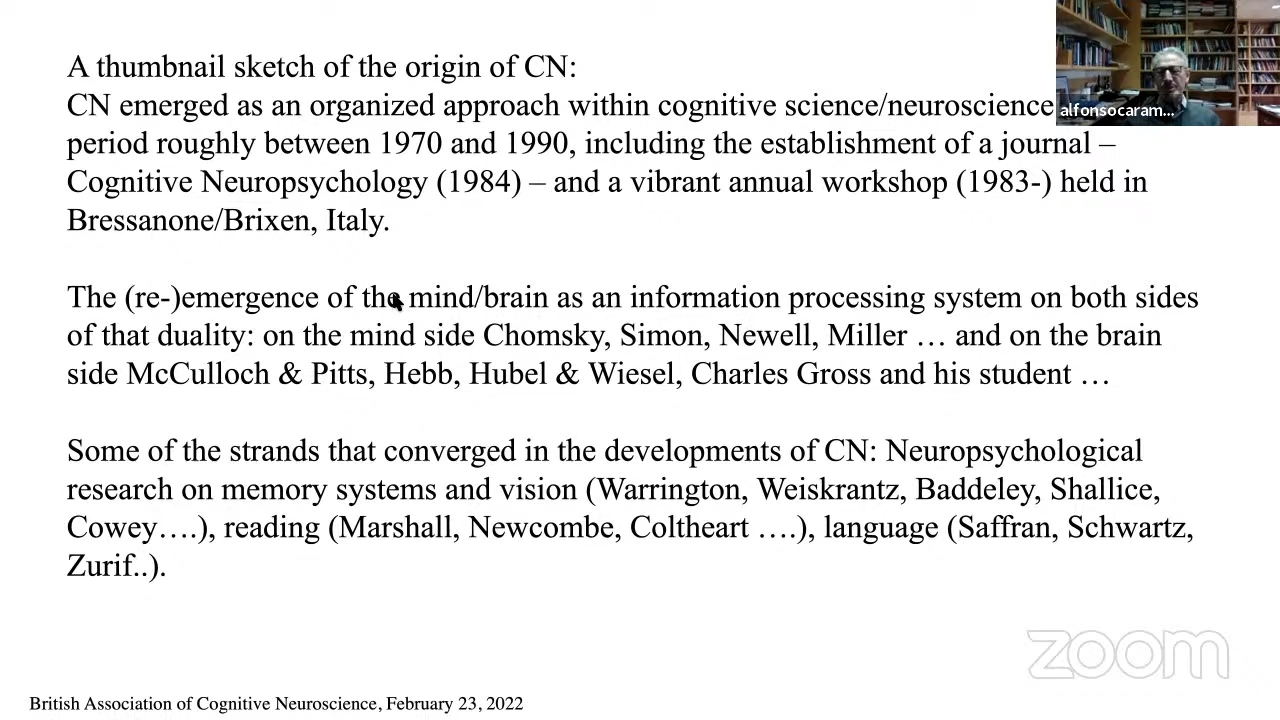 A thumbnail sketch of the origin of CN:
CN emerged as an organized approach within cognitive science/neuroscience
period roughly between 1970 and 1990, including the establishment of a journal –
Cognitive Neuropsychology (1984) – and a vibrant annual workshop (1983-) held in
Bressanone/Brixen, Italy.
The (re-)emergence of the mind/brain as an information processing system on both sides
of that duality: on the mind side Chomsky, Simon, Newell, Miller … and on the brain
side McCulloch & Pitts, Hebb, Hubel & Wiesel, Charles Gross and his student …
Some of the strands that converged in the developments of CN: Neuropsychological
research on memory systems and vision (Warrington, Weiskrantz, Baddeley, Shallice,
Cowey….), reading (Marshall, Newcombe, Coltheart ….), language (Saffran, Schwartz,
Zurif..).
alfonsocaram...
zoom
British Association of Cognitive Neuroscience, February 23, 2022